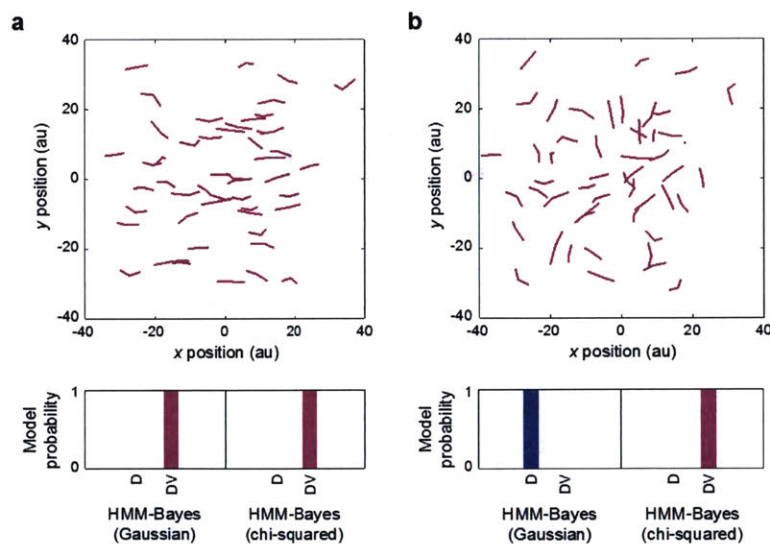 a
b
40
20
0
-20
-40
y position (au)
-40 -20 0 20 40
x position (au)
40
20
0
-20
-40
y position (au)
-40 -20 0 20 40
x position (au)
1
0
Model
probability
D
DV
D
DV
HMM-Bayes
(Gaussian)
HMM-Bayes
(chi-squared)
1
0
Model
probability
D
DV
D
DV
HMM-Bayes
(Gaussian)
HMM-Bayes
(chi-squared)